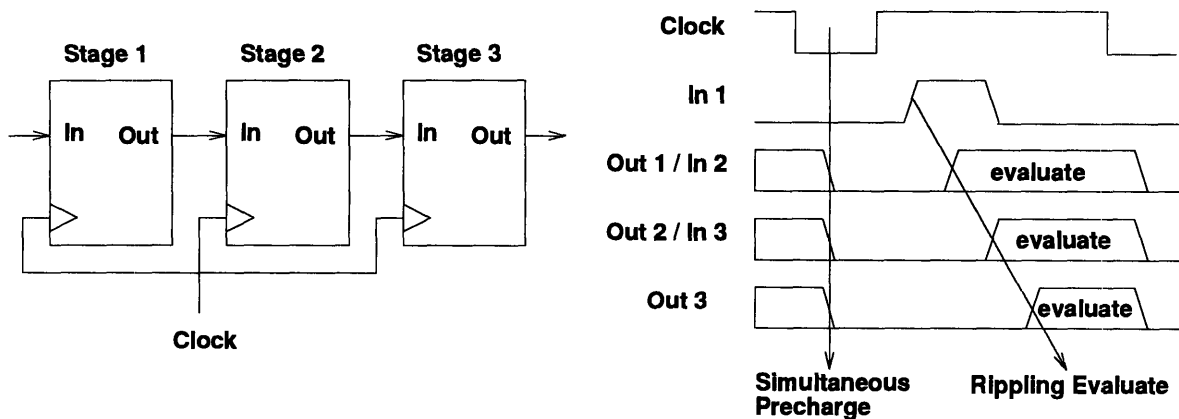 Stage 1
Stage 2
Stage 3
In
Out
In
Out
In
Out
Clock
Clock
In 1
Out 1 / In 2
evaluate
Out 2 / In 3
evaluate
Out 3
evaluate
Simultaneous
Precharge
Rippling Evaluate